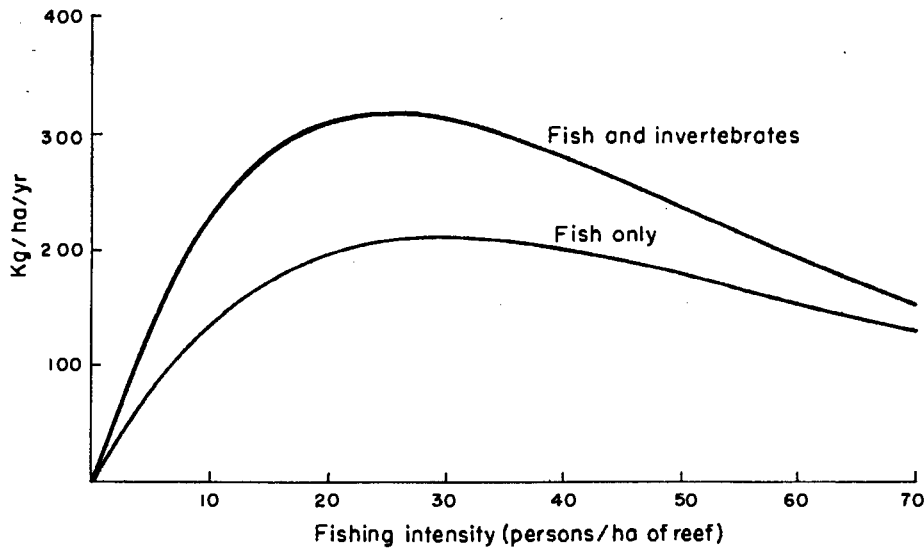 400
300
200
100
Kg/ha/yr
Fish and invertebrates
Fish only
10 20 30 40 50 60 70
Fishing intensity (persons/ha of reef)